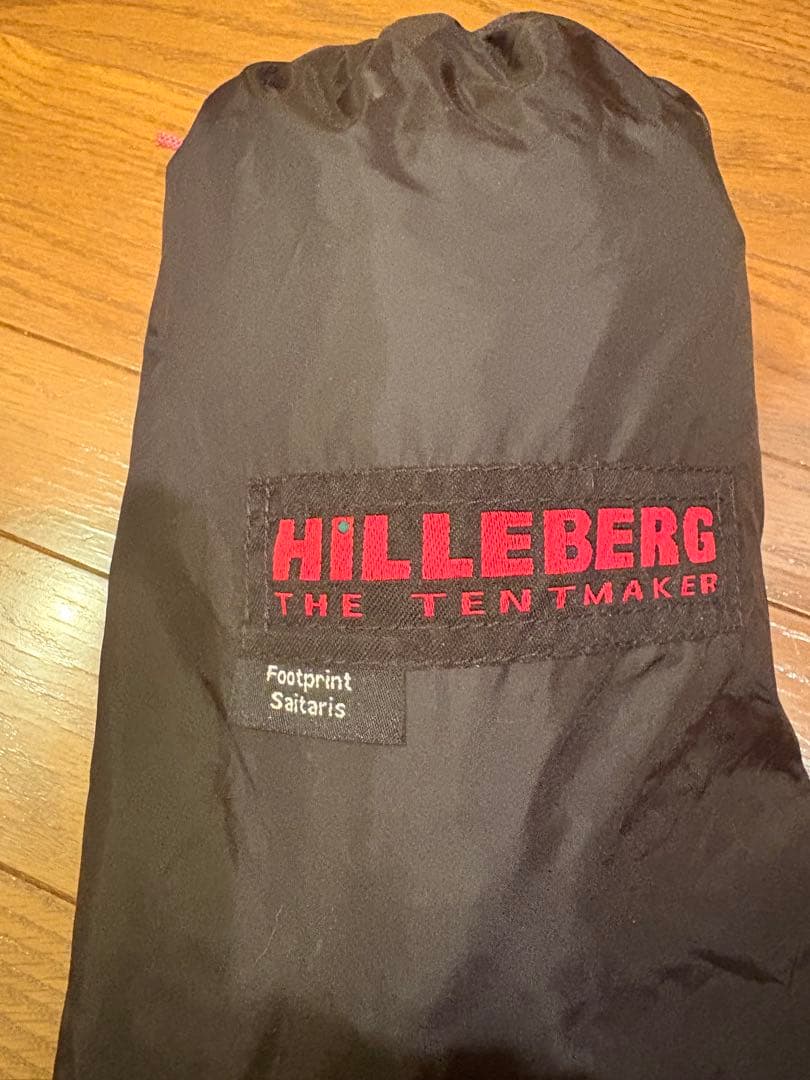 HiLLEBERG
THE TENTMAKER
Footprint
Saitaris